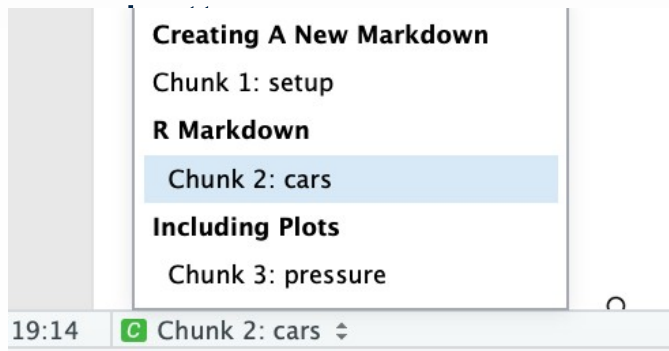 Creating A New Markdown
Chunk 1: setup
R Markdown
Chunk 2: cars
Including Plots
Chunk 3: pressure
19:14 C Chunk 2: cars